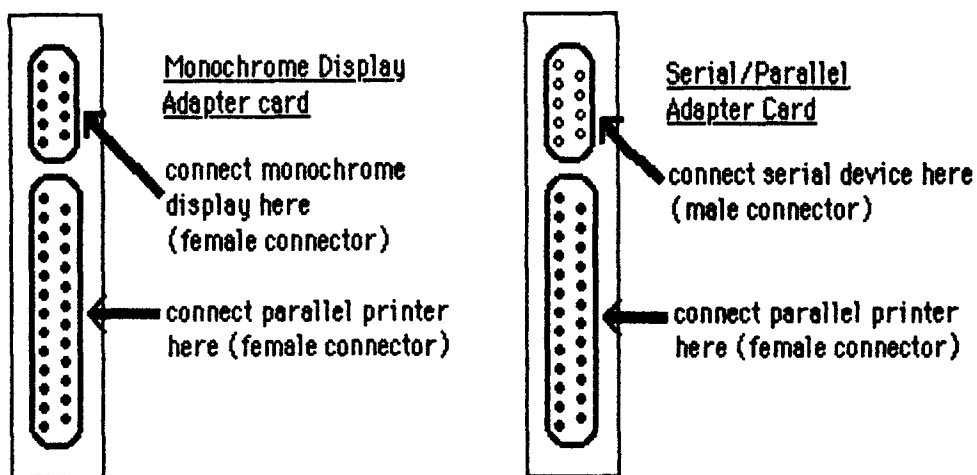 Monochrome Display
Adapter card
connect monochrome
display here
(female connector)
connect parallel printer
here (female connector)
Serial/Parallel
Adapter Card
connect serial device here
(male connector)
connect parallel printer
here (female connector)